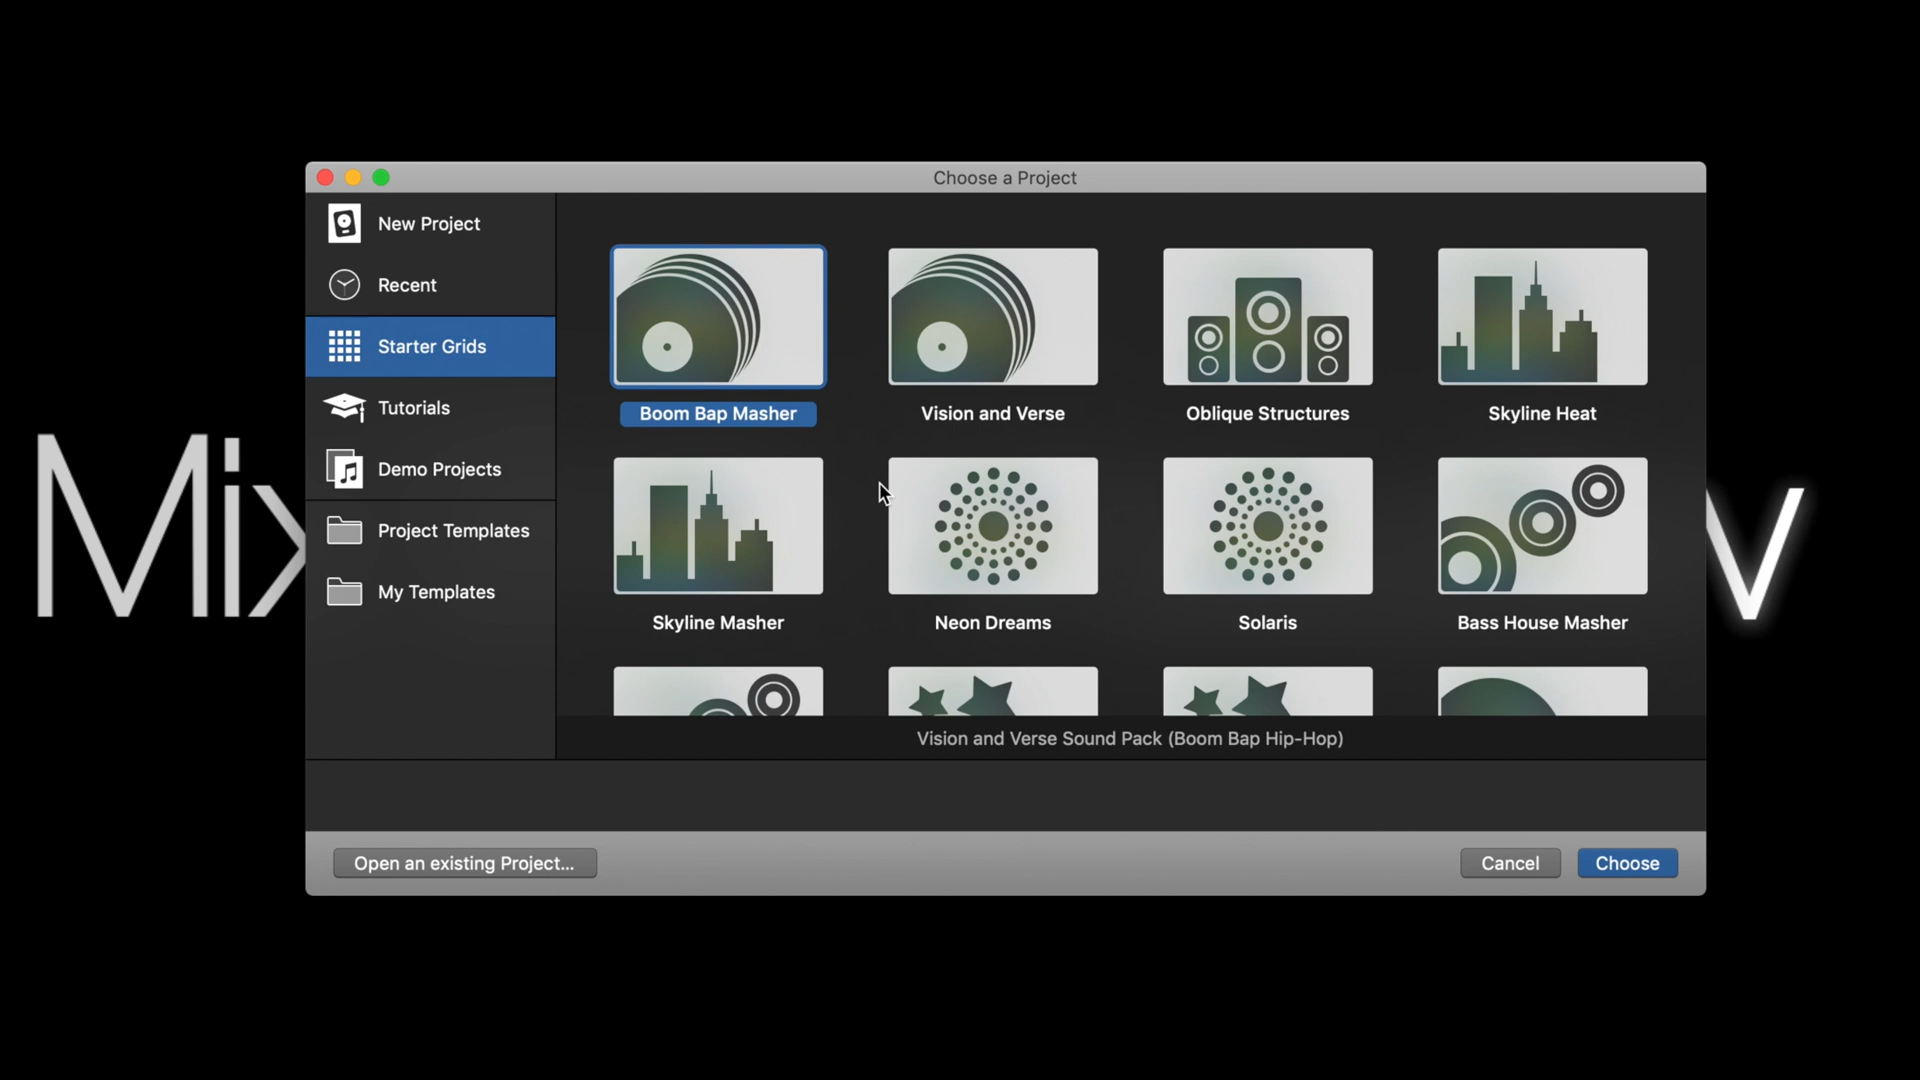 Choose a Project
New Project
Recent
Starter Grids
Tutorials
Demo Projects
Project Templates
My Templates
Boom Bap Masher
Vision and Verse
Oblique Structures
Skyline Heat
Skyline Masher
Neon Dreams
Solaris
Bass House Masher
Vision and Verse Sound Pack (Boom Bap Hip-Hop)
Open an existing Project...
Cancel
Choose